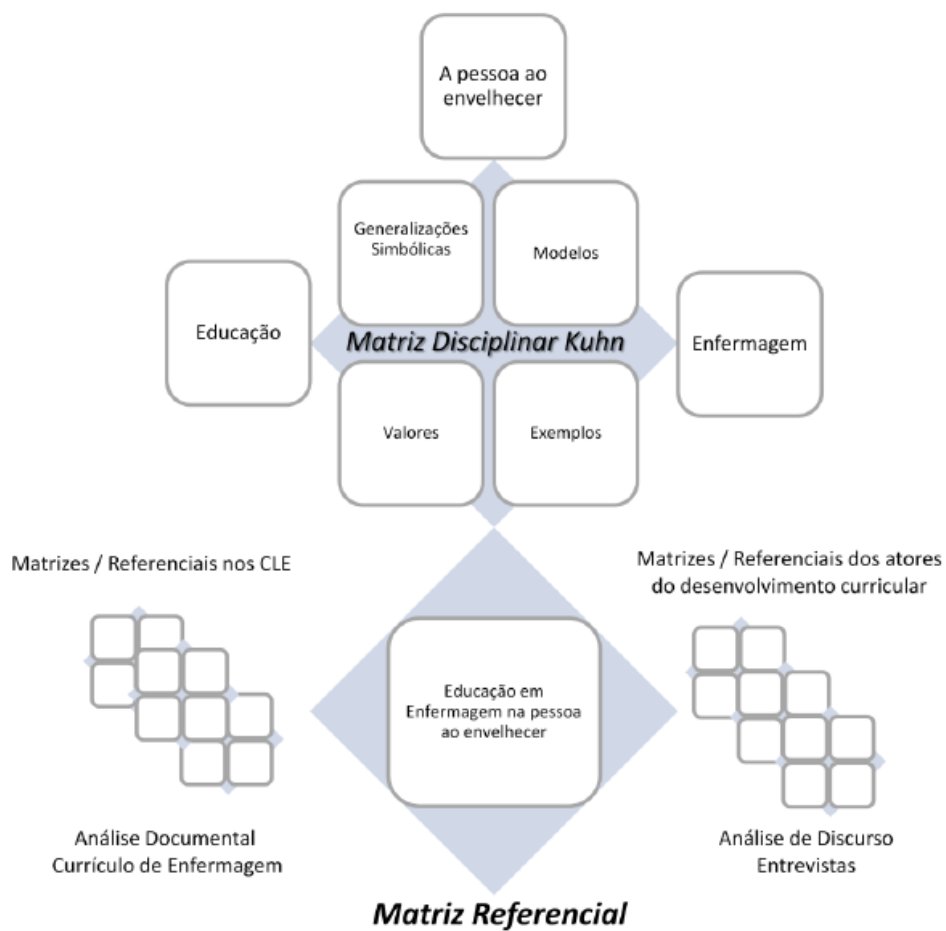 A pessoa ao
envelhecer
Generalizações
Simbólicas
Modelos
Educação
Matriz Disciplinar Kuhn
Enfermagem
Valores
Exemplos
Matrizes / Referenciais nos CLE
Matrizes / Referenciais dos atores
do desenvolvimento curricular
Educação em
Enfermagem na pessoa
ao envelhecer
Análise Documental
Currículo de Enfermagem
Análise de Discurso
Entrevistas
Matriz Referencial